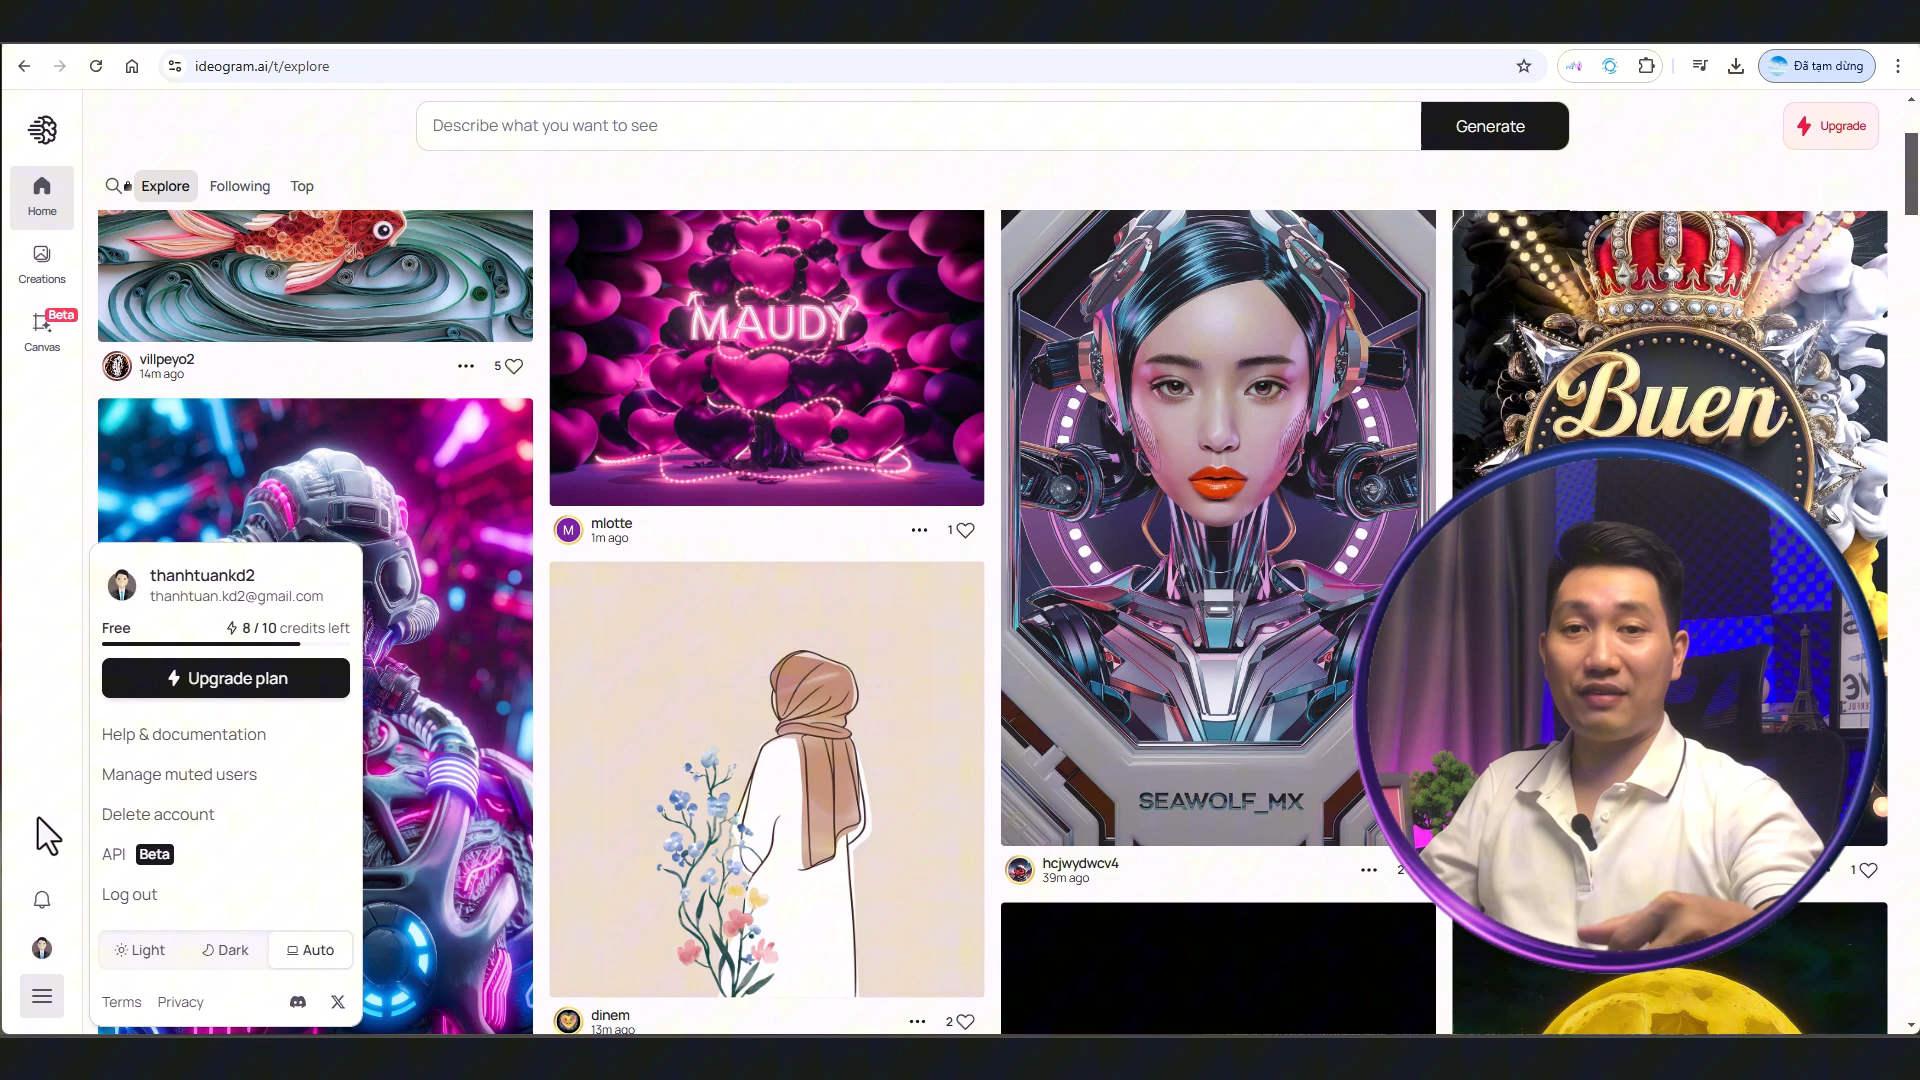 ideogram.ai/t/explore
Đã tạm dừng
Describe what you want to see
Generate
Upgrade
Explore
Following
Top
Home
Creations
Beta
Canvas
villpeyo2
14m ago
5
MAUDY
M
mlotte
1m ago
1
dinem
13m ago
2
SEAWOLF_MX
hcjwydwcv4
39m ago
2
Buen
1
thanhtuankd2
thanhtuan.kd2@gmail.com
Free
8 / 10 credits left
Upgrade plan
Help & documentation
Manage muted users
Delete account
API Beta
Log out
Light
Dark
Auto
Terms
Privacy